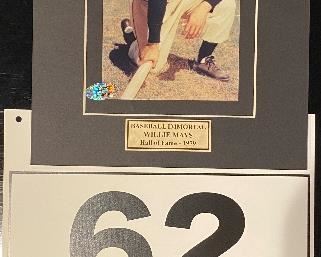 BASEBALL IMMORTAL
WILLIE MAYS
Hall of Fame - 1979
62